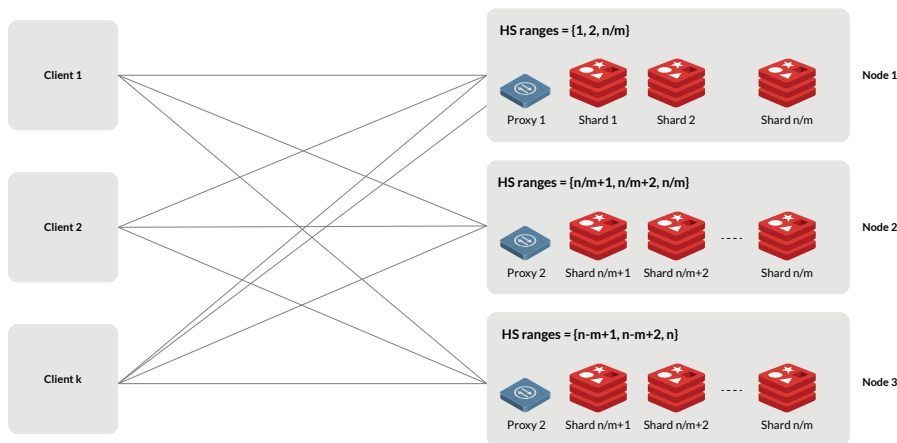 HS ranges = {1, 2, n/m}
Client 1
Node 1
Proxy 1
Shard 1
Shard 2
Shard n/m
HS ranges = {n/m+1, n/m+2, n/m}
Client 2
Node 2
Proxy 2
Shard n/m+1
Shard n/m+2
Shard n/m
HS ranges = {n-m+1, n-m+2, n}
Client k
Node 3
Proxy 2
Shard n/m+1
Shard n/m+2
Shard n/m